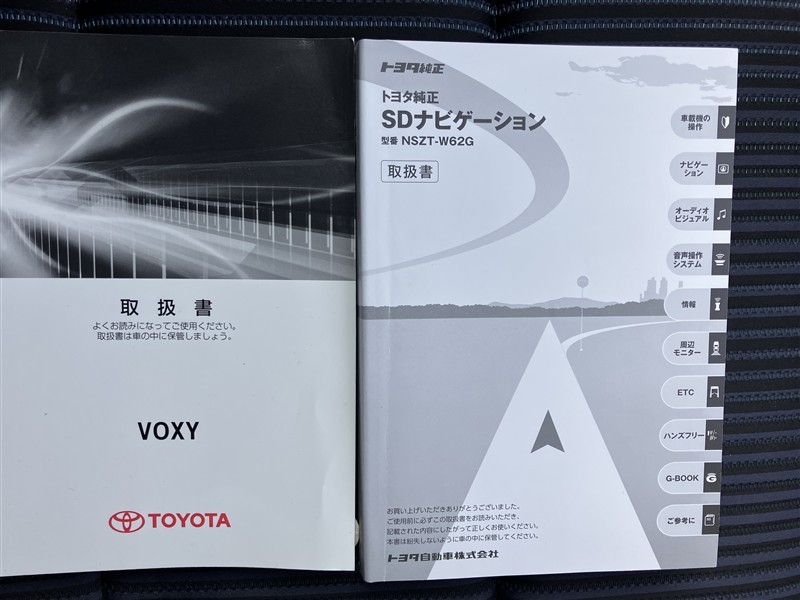 取扱書
よくお読みになってご使用ください。
取扱書は車の中に保管しましょう。
VOXY
TOYOTA
トヨタ純正
トヨタ純正
SDナビゲーション
型番 NSZT-W62G
取扱書
車載機の
操作
ナビゲー
ション
オーディオ
ビジュアル
音声操作
システム
情報
周辺
モニター
ETC
ハンズフリー
G-BOOK
ご参考に
お買い上げいただきありがとうございました。
ご使用前に必ずこの取扱書をお読みいただき、
記載された内容にしたがって正しくお使いください。
本書は紛失しないように車の中に保管してください。
トヨタ自動車株式会社